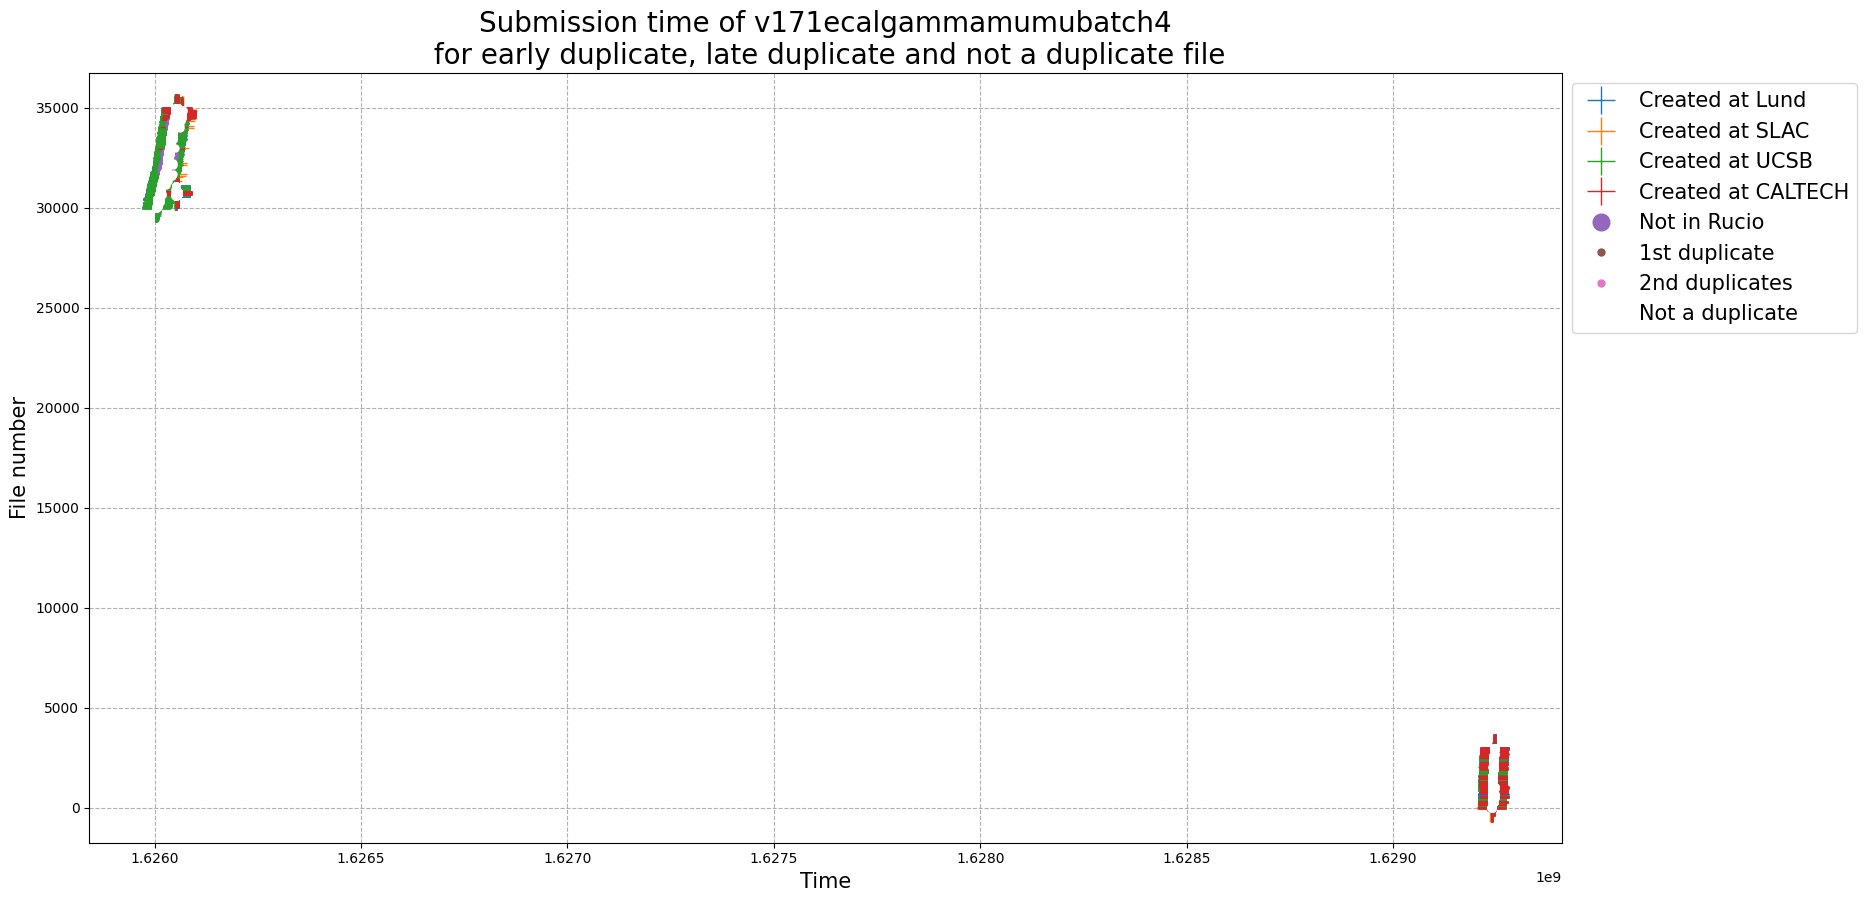 Submission time of v171ecalgammamumubatch4
for early duplicate, late duplicate and not a duplicate file
File number
35000
30000
25000
20000
15000
10000
5000
0
1.6260
1.6265
1.6270
1.6275
1.6280
1.6285
1.6290
1e9
Time
Created at Lund
Created at SLAC
Created at UCSB
Created at CALTECH
Not in Rucio
1st duplicate
2nd duplicates
Not a duplicate